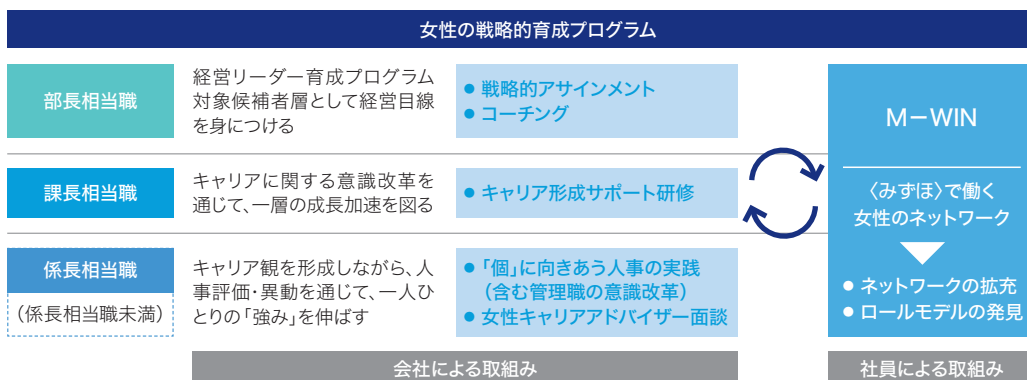 女性の戦略的育成プログラム
部長相当職
経営リーダー育成プログラム
対象候補者層として経営目線
を身につける
● 戦略的アサインメント
● コーチング
課長相当職
キャリアに関する意識改革を
通じて、一層の成長加速を図る
● キャリア形成サポート研修
係長相当職
(係長相当職未満)
キャリア観を形成しながら、人
事評価・異動を通じて、一人ひ
とりの「強み」を伸ばす
● 「個」に向きあう人事の実践
(含む管理職の意識改革)
● 女性キャリアアドバイザー面談
会社による取組み
M－WIN
〈みずほ〉で働く
女性のネットワーク
● ネットワークの拡充
● ロールモデルの発見
社員による取組み